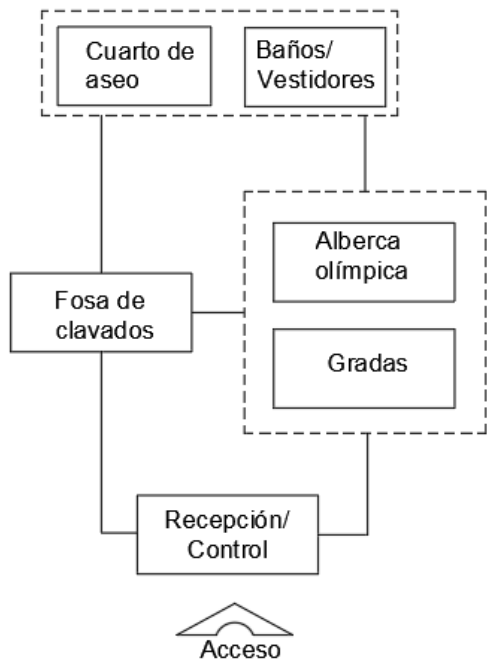 Cuarto de
aseo
Baños/
Vestidores
Alberca
olímpica
Fosa de
clavados
Gradas
Recepción/
Control
Acceso